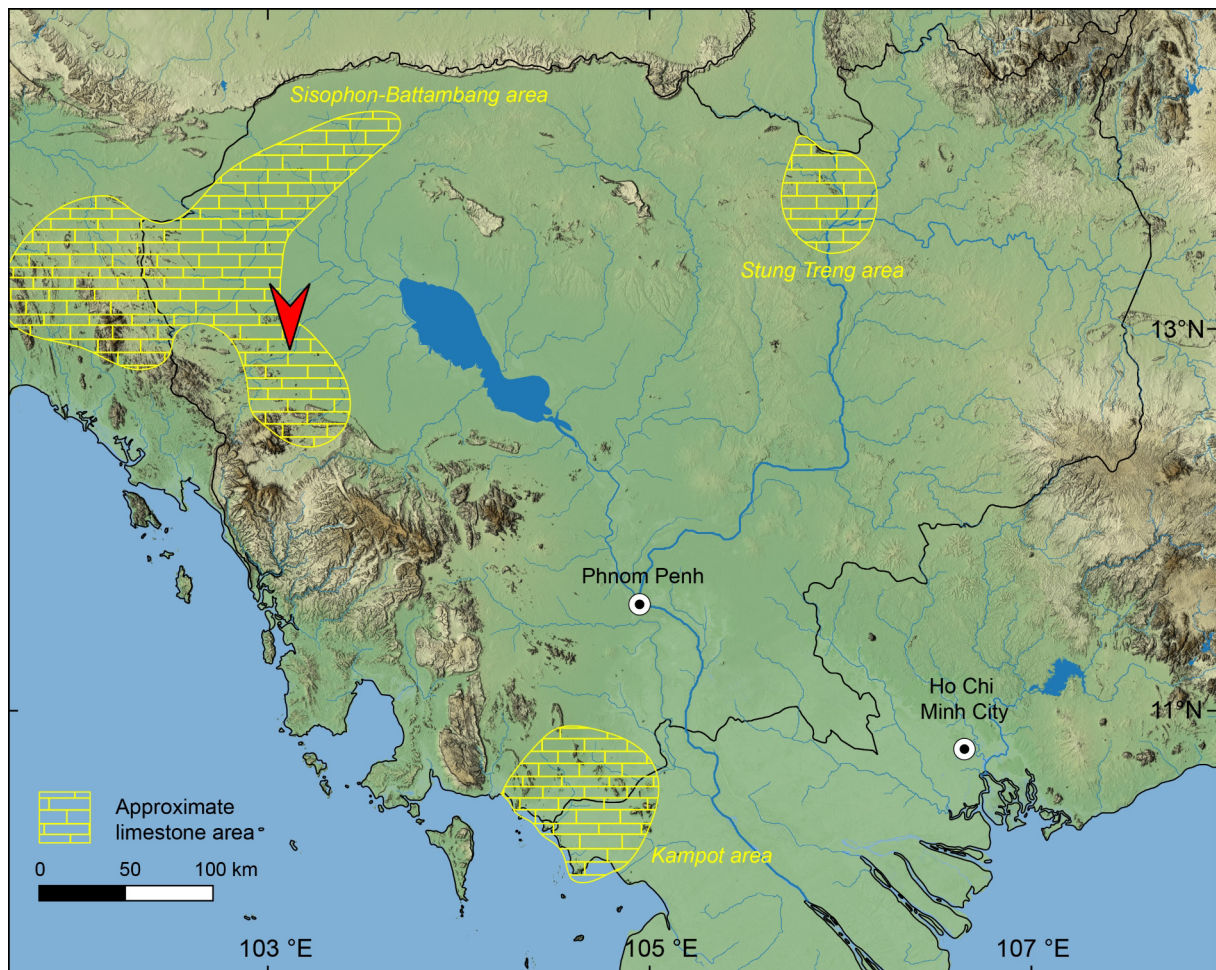 Sisophon-Battambang area
Stung Treng area
13°N
Phnom Penh
Ho Chi
Minh City
11°N
Approximate
limestone area
Kampot area
0 50 100 km
103 °E 105 °E 107 °E